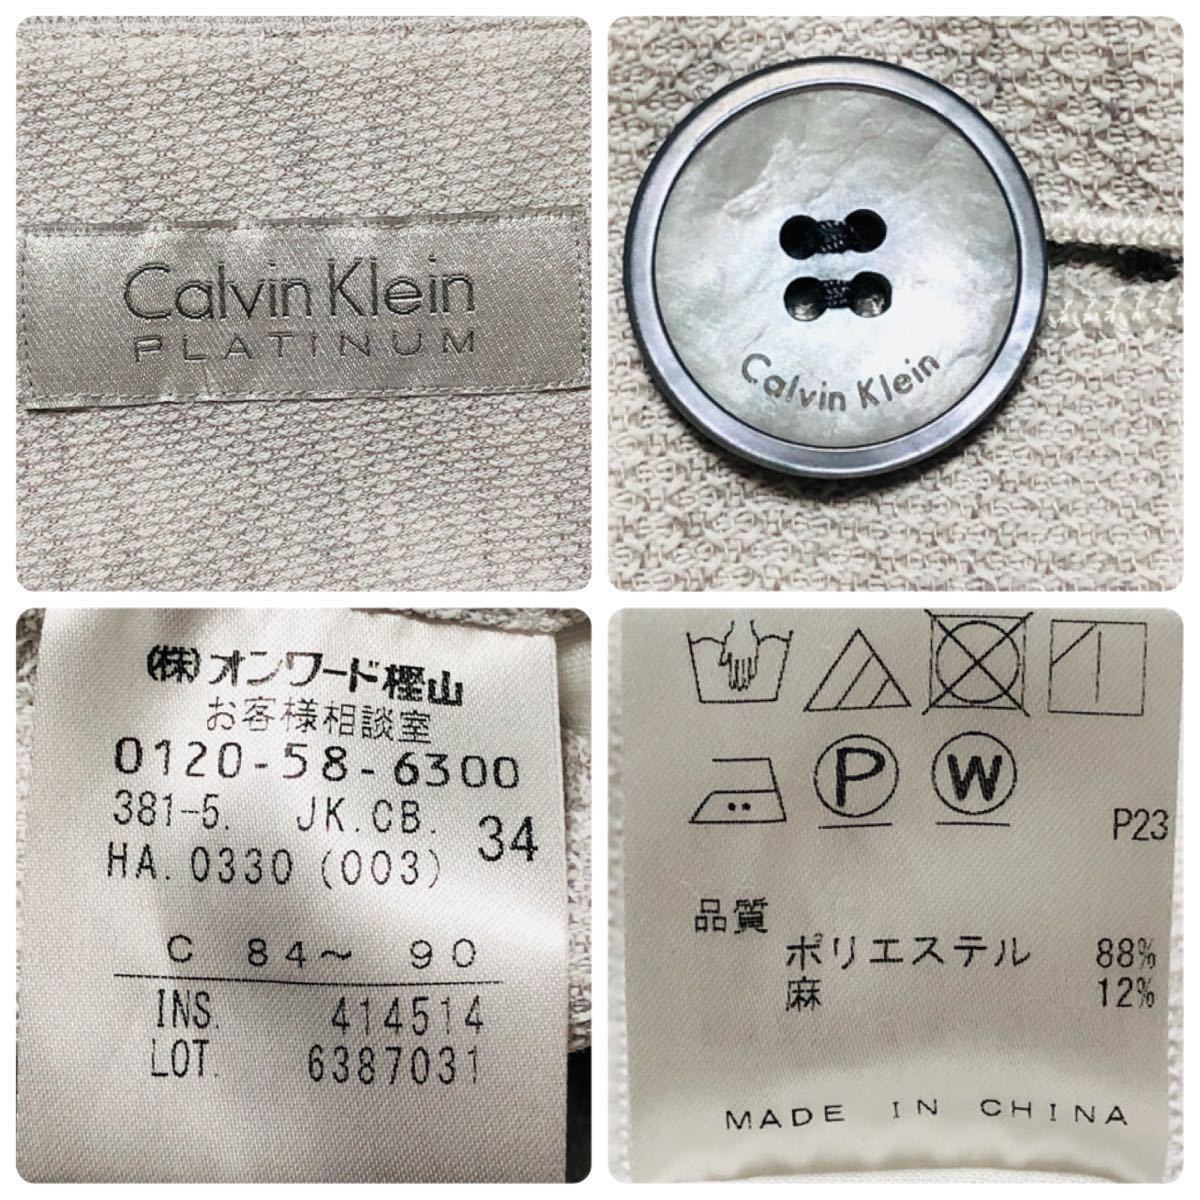 Calvin Klein
PLATINUM
Calvin Klein
(株)オンワード樫山
お客様相談室
0120-58-6300
381-5. JK.CB. 34
HA. 0330 (003)
C 84～ 90
INS. 414514
LOT. 6387031
P W
P23
品質
ポリエステル 88%
麻 12%
MADE IN CHINA